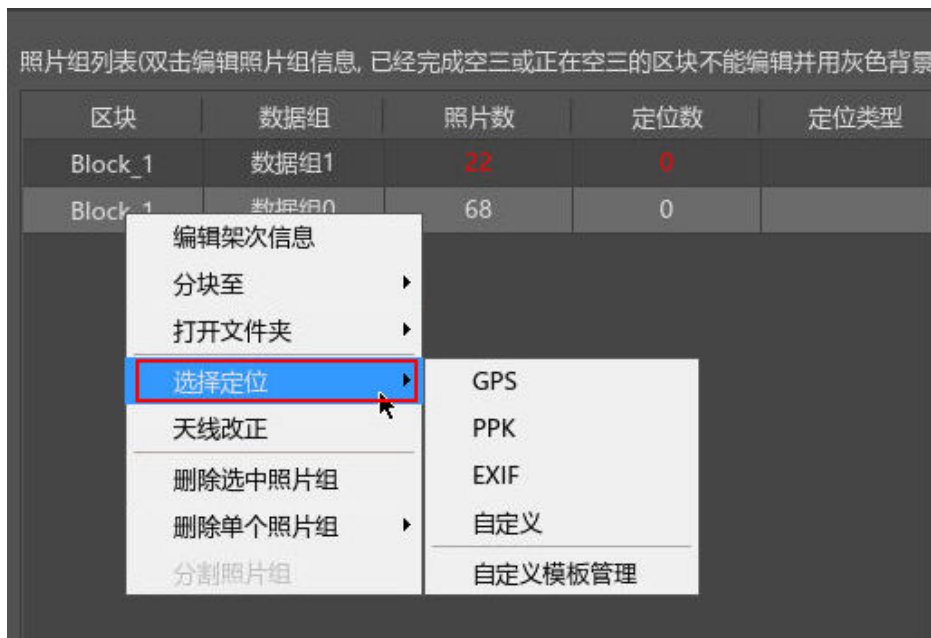 照片组列表(双击编辑照片组信息, 已经完成空三或正在空三的区块不能编辑并用灰色背景
区块 数据组 照片数 定位数 定位类型
Block_1 数据组1 22 0
Block_1 数据组0 68 0
编辑架次信息
分块至
打开文件夹
选择定位
天线改正
删除选中照片组
删除单个照片组
分割照片组
GPS
PPK
EXIF
自定义
自定义模板管理